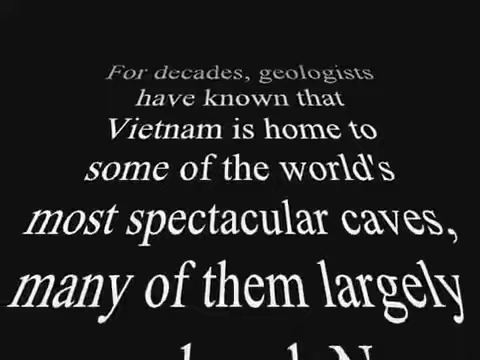 For decades, geologists
have known that
Vietnam is home to
some of the world's
most spectacular caves,
many of them largely